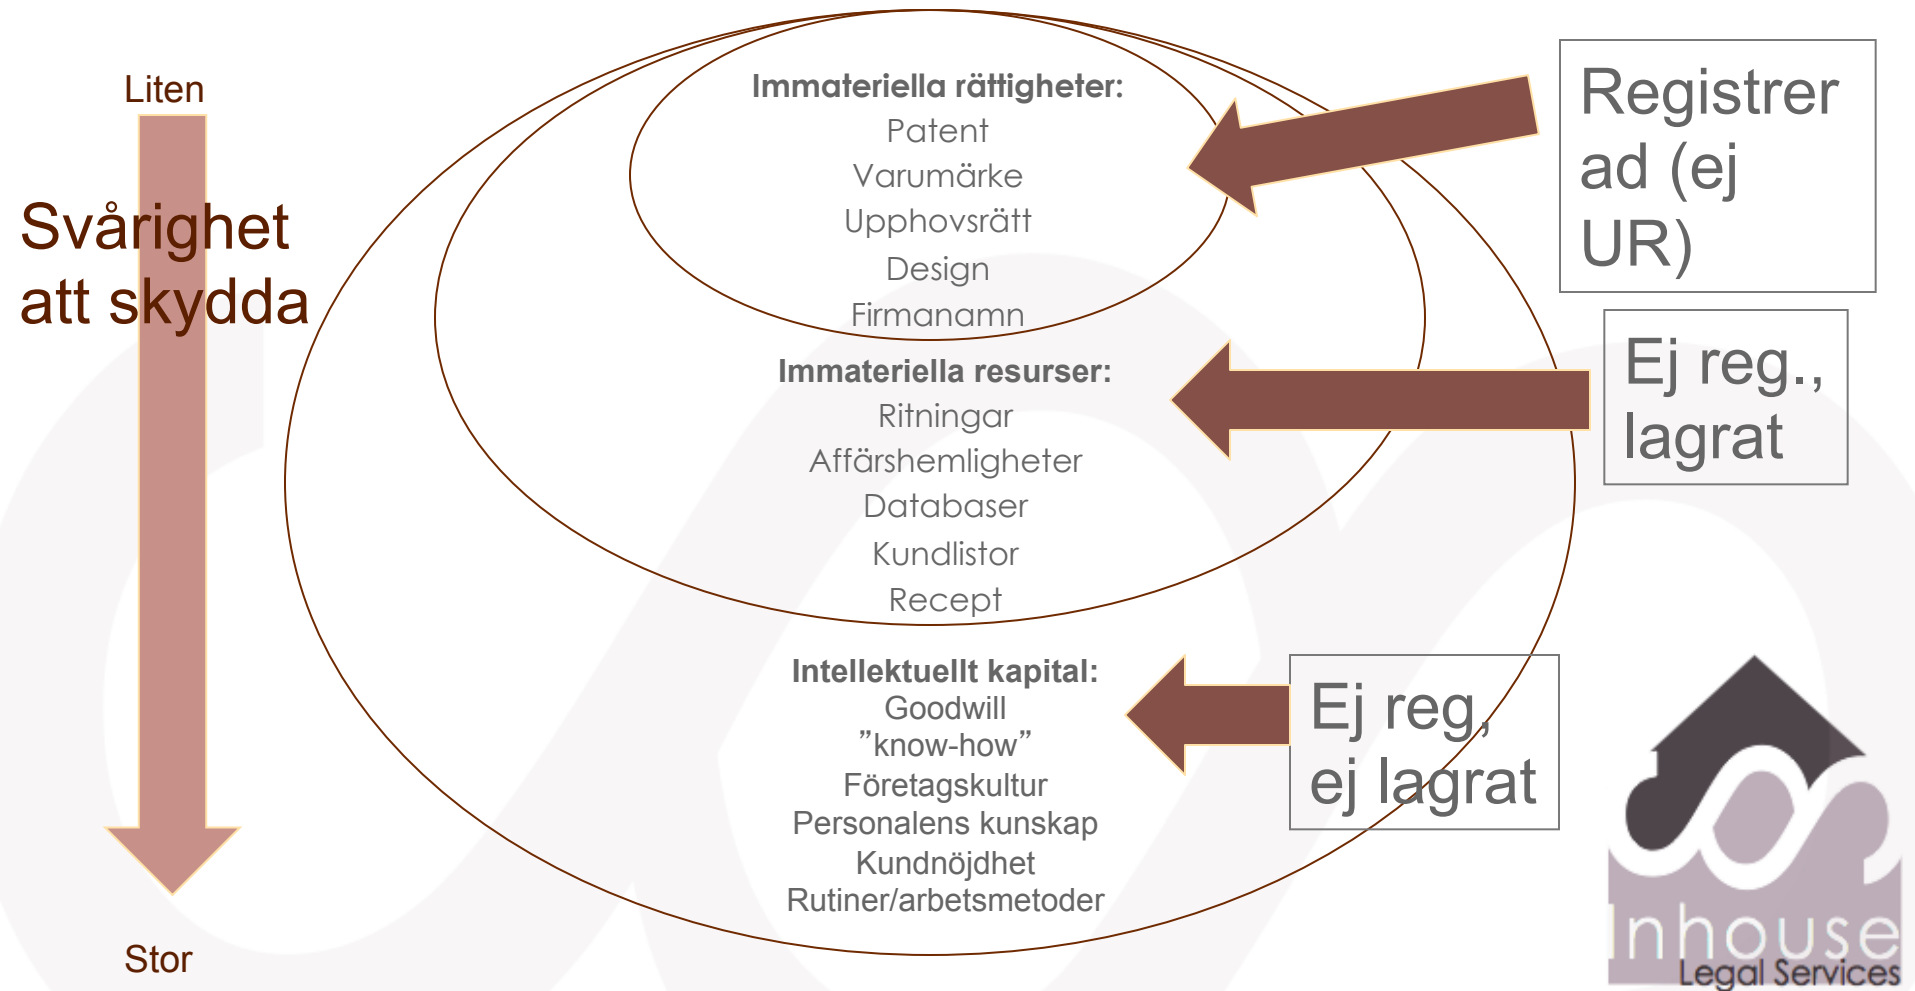 Liten
Svårighet
att skydda
Stor
Immateriella rättigheter:
Patent
Varumärke
Upphovsrätt
Design
Firmanamn
Immateriella resurser:
Ritningar
Affärshemligheter
Databaser
Kundlistor
Recept
Intellektuellt kapital:
Goodwill
”know-how”
Företagskultur
Personalens kunskap
Kundnöjdhet
Rutiner/arbetsmetoder
Registrer
ad (ej
UR)
Ej reg.,
lagrat
Ej reg,
ej lagrat
Inhouse
Legal Services